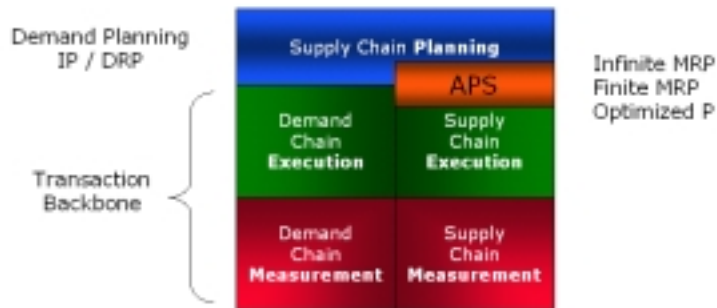 Demand Planning
IP / DRP
Supply Chain Planning
APS
Infinite MRP
Finite MRP
Optimized P
Demand
Chain
Execution
Supply
Chain
Execution
Transaction
Backbone
Demand
Chain
Measurement
Supply
Chain
Measurement